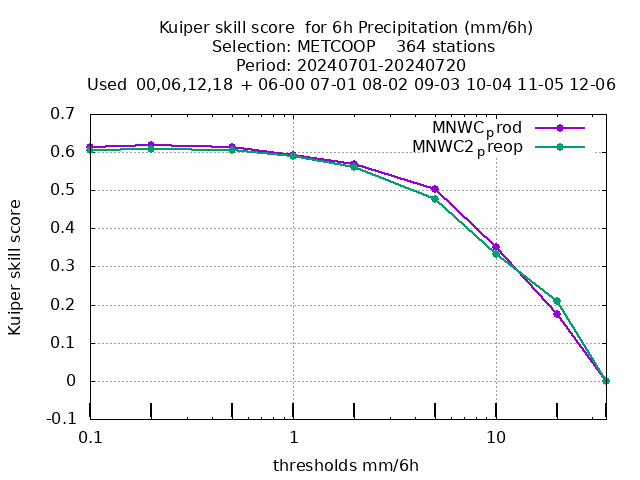 Kuiper skill score  for 6h Precipitation (mm/6h)
Selection: METCOOP    364 stations
Period: 20240701-20240720
Used  00,06,12,18  + 06-00 07-01 08-02 09-03 10-04 11-05 12-06
MNWCprod
MNWC2preop
Kuiper skill score
0.7
0.6
0.5
0.4
0.3
0.2
0.1
0
-0.1
0.1 1 10
thresholds mm/6h